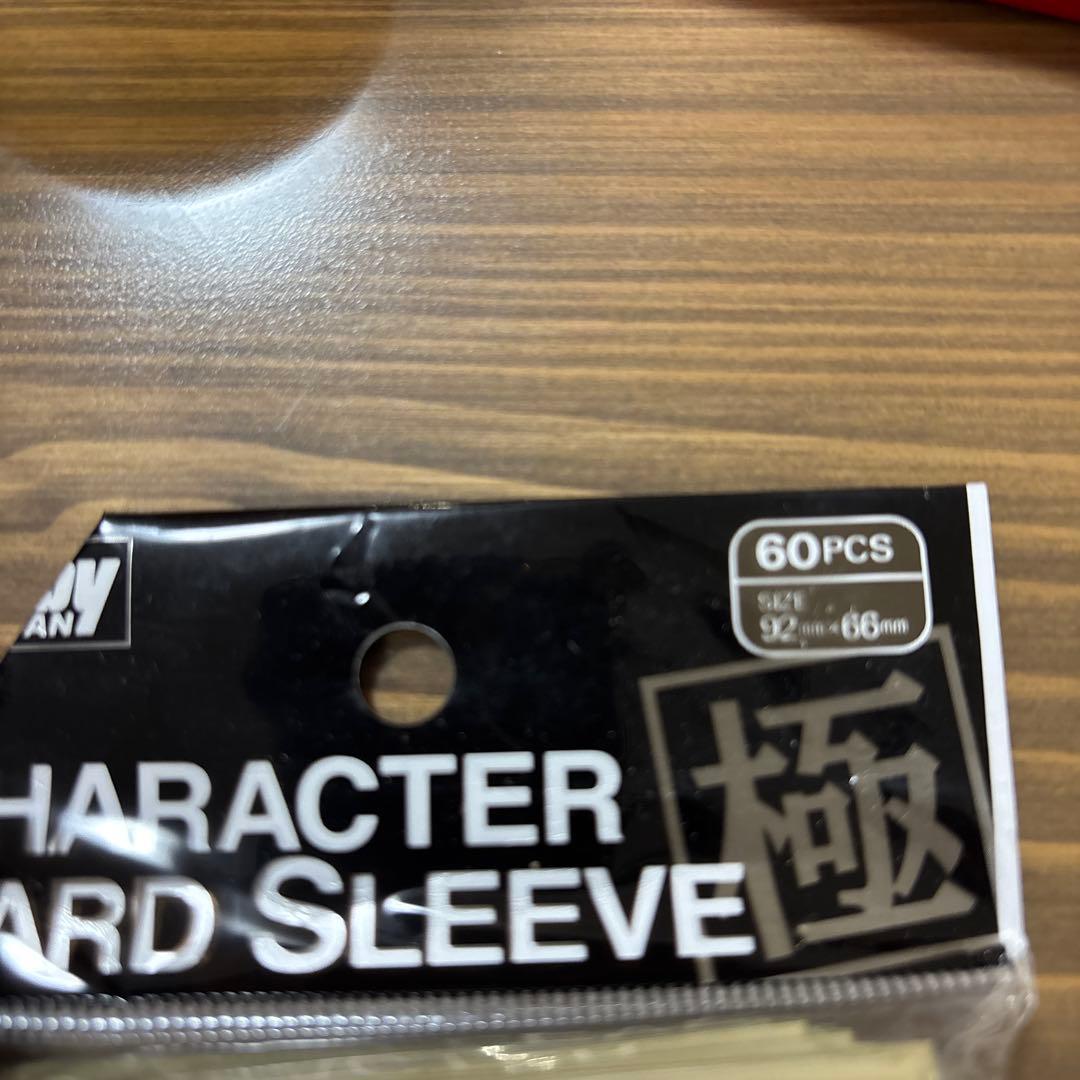 60PCS
SIZE
92mm×66mm
HARACTER
ARD SLEEVE
極